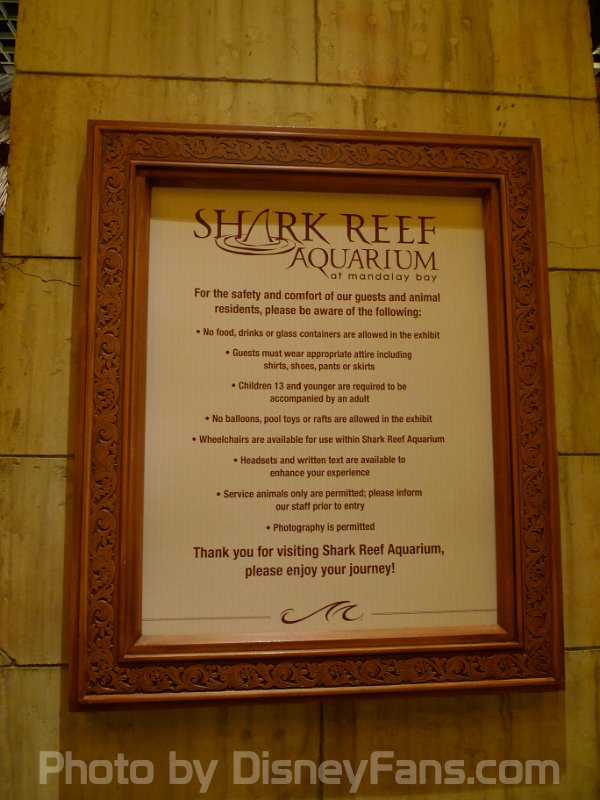 SHARK REEF
AQUARIUM
at mandalay bay
For the safety and comfort of our guests and animal
residents, please be aware of the following:
• No food, drinks or glass containers are allowed in the exhibit
• Guests must wear appropriate attire including
shirts, shoes, pants or skirts
• Children 13 and younger are required to be
accompanied by an adult
• No balloons, pool toys or rafts are allowed in the exhibit
• Wheelchairs are available for use within Shark Reef Aquarium
• Headsets and written text are available to
enhance your experience
• Service animals only are permitted; please inform
our staff prior to entry
• Photography is permitted
Thank you for visiting Shark Reef Aquarium,
please enjoy your journey!
Photo by DisneyFans.com